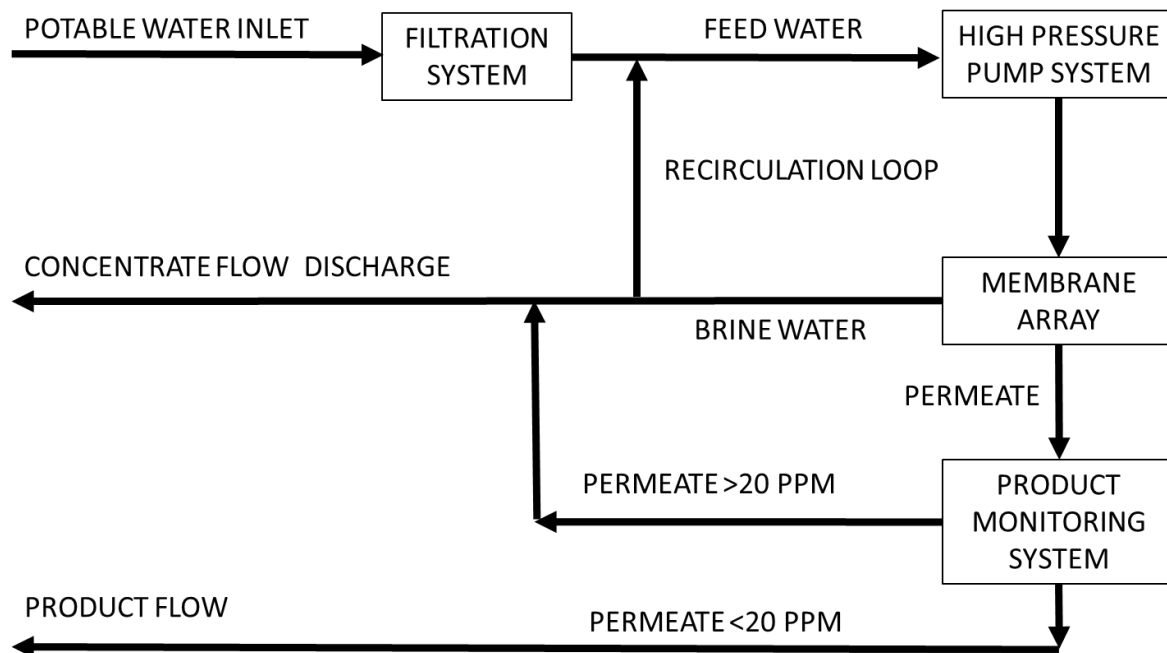 POTABLE WATER INLET
FILTRATION
SYSTEM
FEED WATER
HIGH PRESSURE
PUMP SYSTEM
RECIRCULATION LOOP
CONCENTRATE FLOW DISCHARGE
MEMBRANE
ARRAY
BRINE WATER
PERMEATE
PERMEATE >20 PPM
PRODUCT
MONITORING
SYSTEM
PRODUCT FLOW
PERMEATE <20 PPM